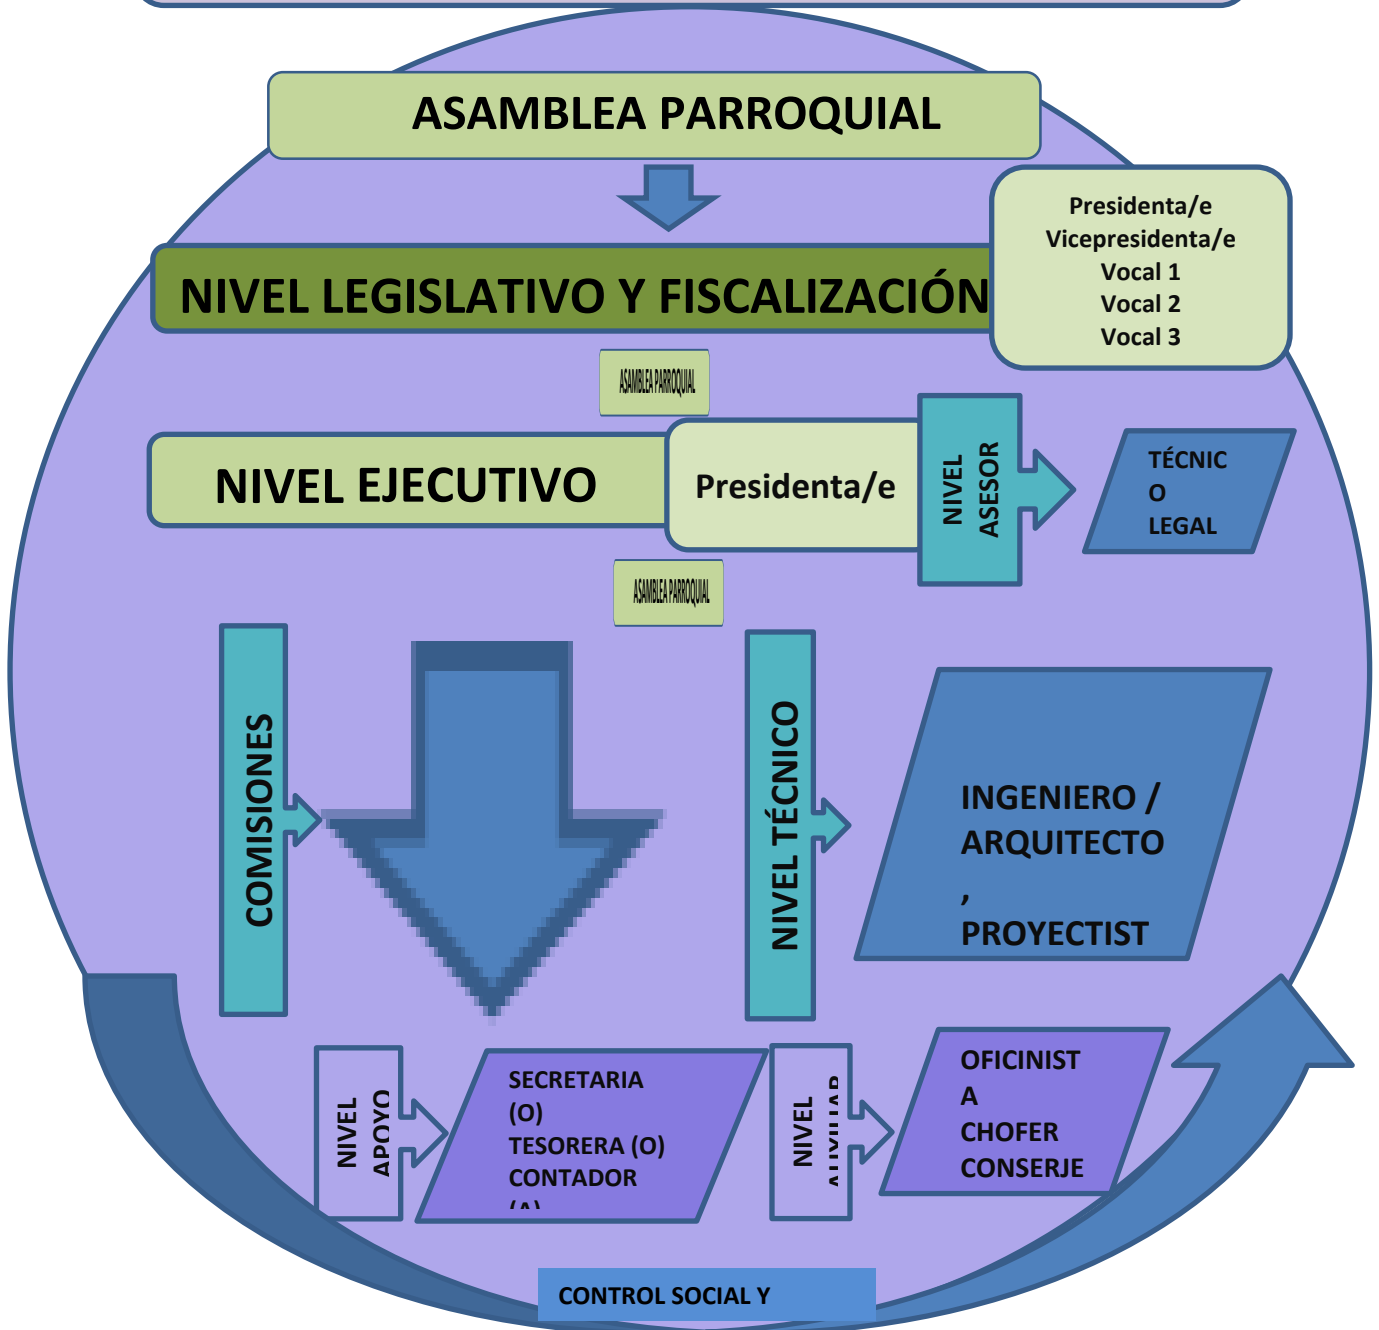 ASAMBLEA PARROQUIAL
Presidenta/e
Vicepresidenta/e
Vocal 1
Vocal 2
Vocal 3
NIVEL LEGISLATIVO Y FISCALIZACIÓN
ASAMBLEA PARROQUIAL
NIVEL EJECUTIVO
Presidenta/e
NIVEL
ASESOR
TÉCNIC
O
LEGAL
ASAMBLEA PARROQUIAL
COMISIONES
NIVEL TÉCNICO
INGENIERO /
ARQUITECTO
,
PROYECTIST
NIVEL
APOYO
SECRETARIA
(O)
TESORERA (O)
CONTADOR
(A)
NIVEL
AUXILIAR
OFICINIST
A
CHOFER
CONSERJE
CONTROL SOCIAL Y